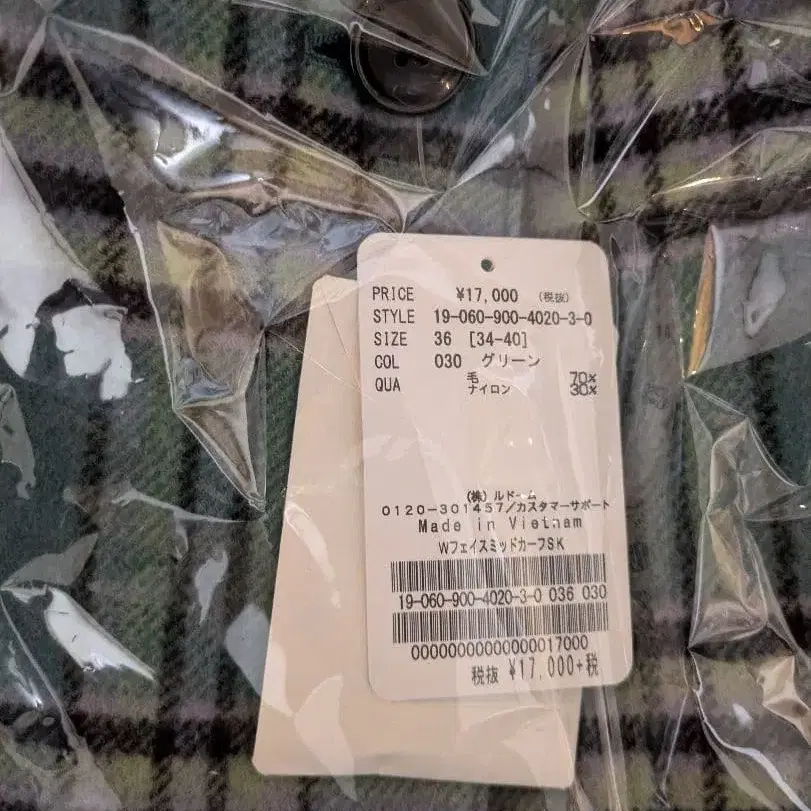 PRICE ¥17,000 (税抜)
STYLE 19-060-900-4020-3-0
SIZE 36 [34-40]
COL 030 グリーン
QUA 毛 70%
ナイロン 30%
(株) ルドーム
0120-301457/カスタマーサポート
Made in Vietnam
WフェイスミッドカーフSK
19-060-900-4020-3-0 036 030
00000000000000017000
税抜 ¥17,000+税